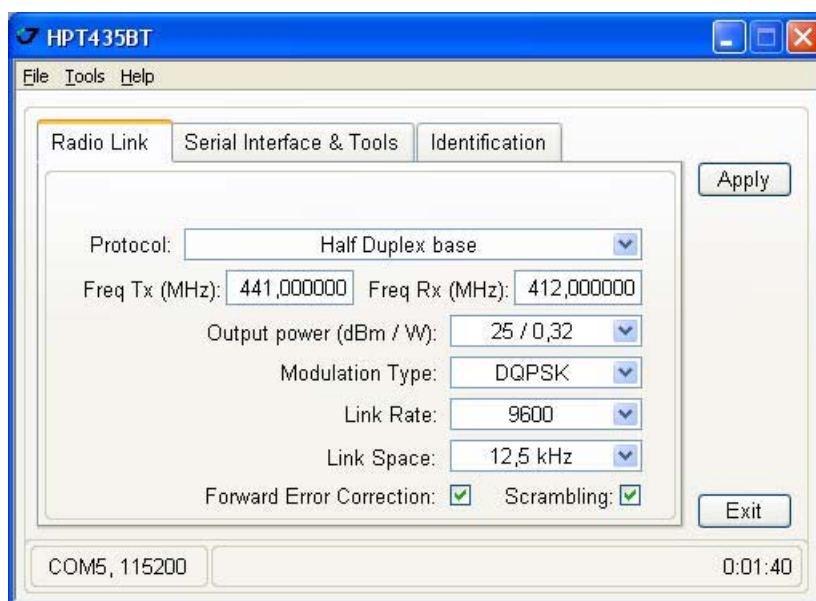 HPT435BT
File Tools Help
Radio Link Serial Interface & Tools Identification
Apply
Protocol: Half Duplex base
Freq Tx (MHz): 441,000000 Freq Rx (MHz): 412,000000
Output power (dBm / W): 25 / 0,32
Modulation Type: DQPSK
Link Rate: 9600
Link Space: 12,5 kHz
Forward Error Correction: Scrambling:
Exit
COM5, 115200 0:01:40